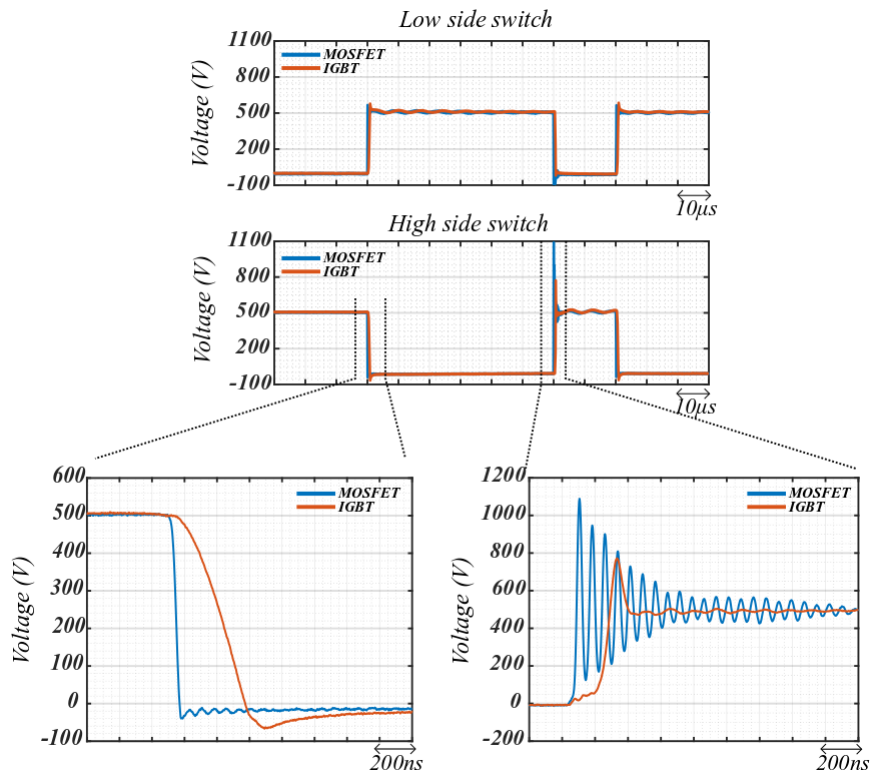 Low side switch
1100
800
500
200
-100
Voltage (V)
MOSFET
IGBT
10μs
High side switch
1100
800
500
200
-100
Voltage (V)
MOSFET
IGBT
10μs
600
500
400
300
200
100
0
-100
Voltage (V)
MOSFET
IGBT
200ns
1200
1000
800
600
400
200
0
-200
Voltage (V)
MOSFET
IGBT
200ns